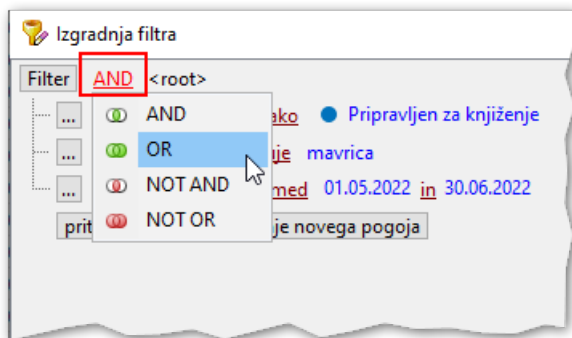 Izgradnja filtra
Filter AND <root>
... AND ako Pripravljen za knjiženje
... OR je mavrica
... NOT AND med 01.05.2022 in 30.06.2022
prit NOT OR je novega pogoja